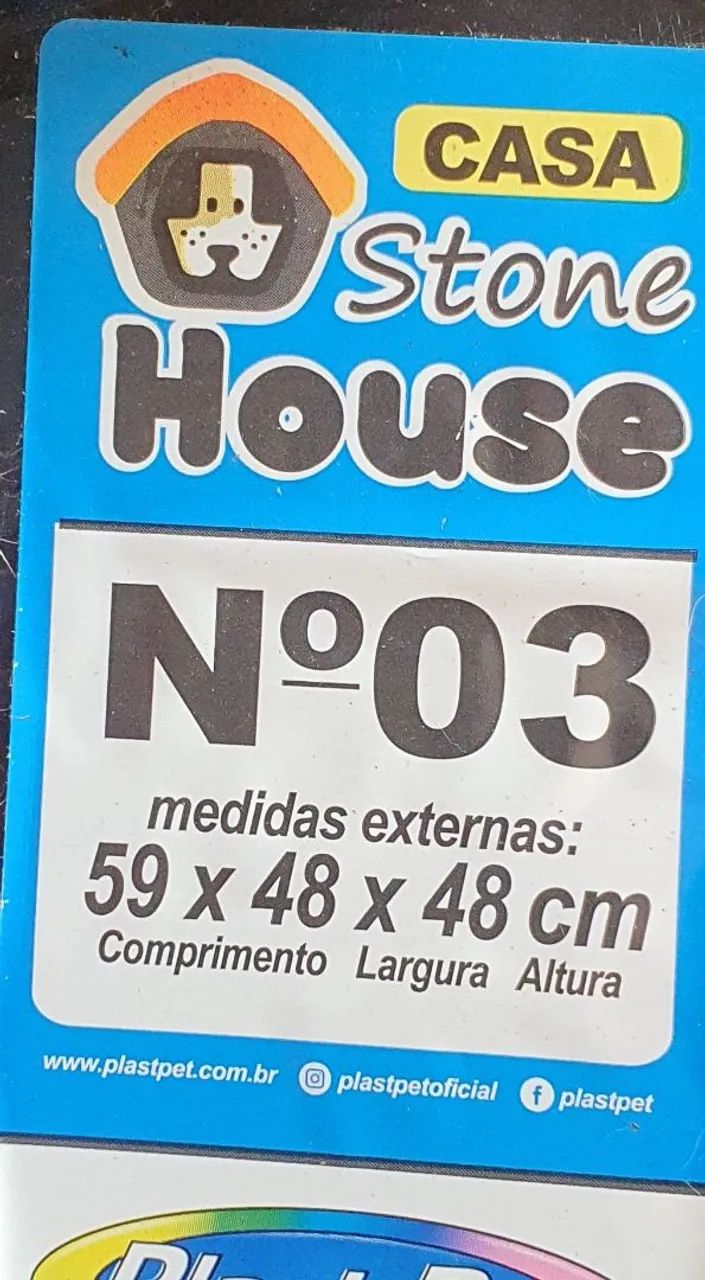 CASA
Stone
House
Nº03
medidas externas:
59 x 48 x 48 cm
Comprimento Largura Altura
www.plastpet.com.br plastpetoficial plastpet